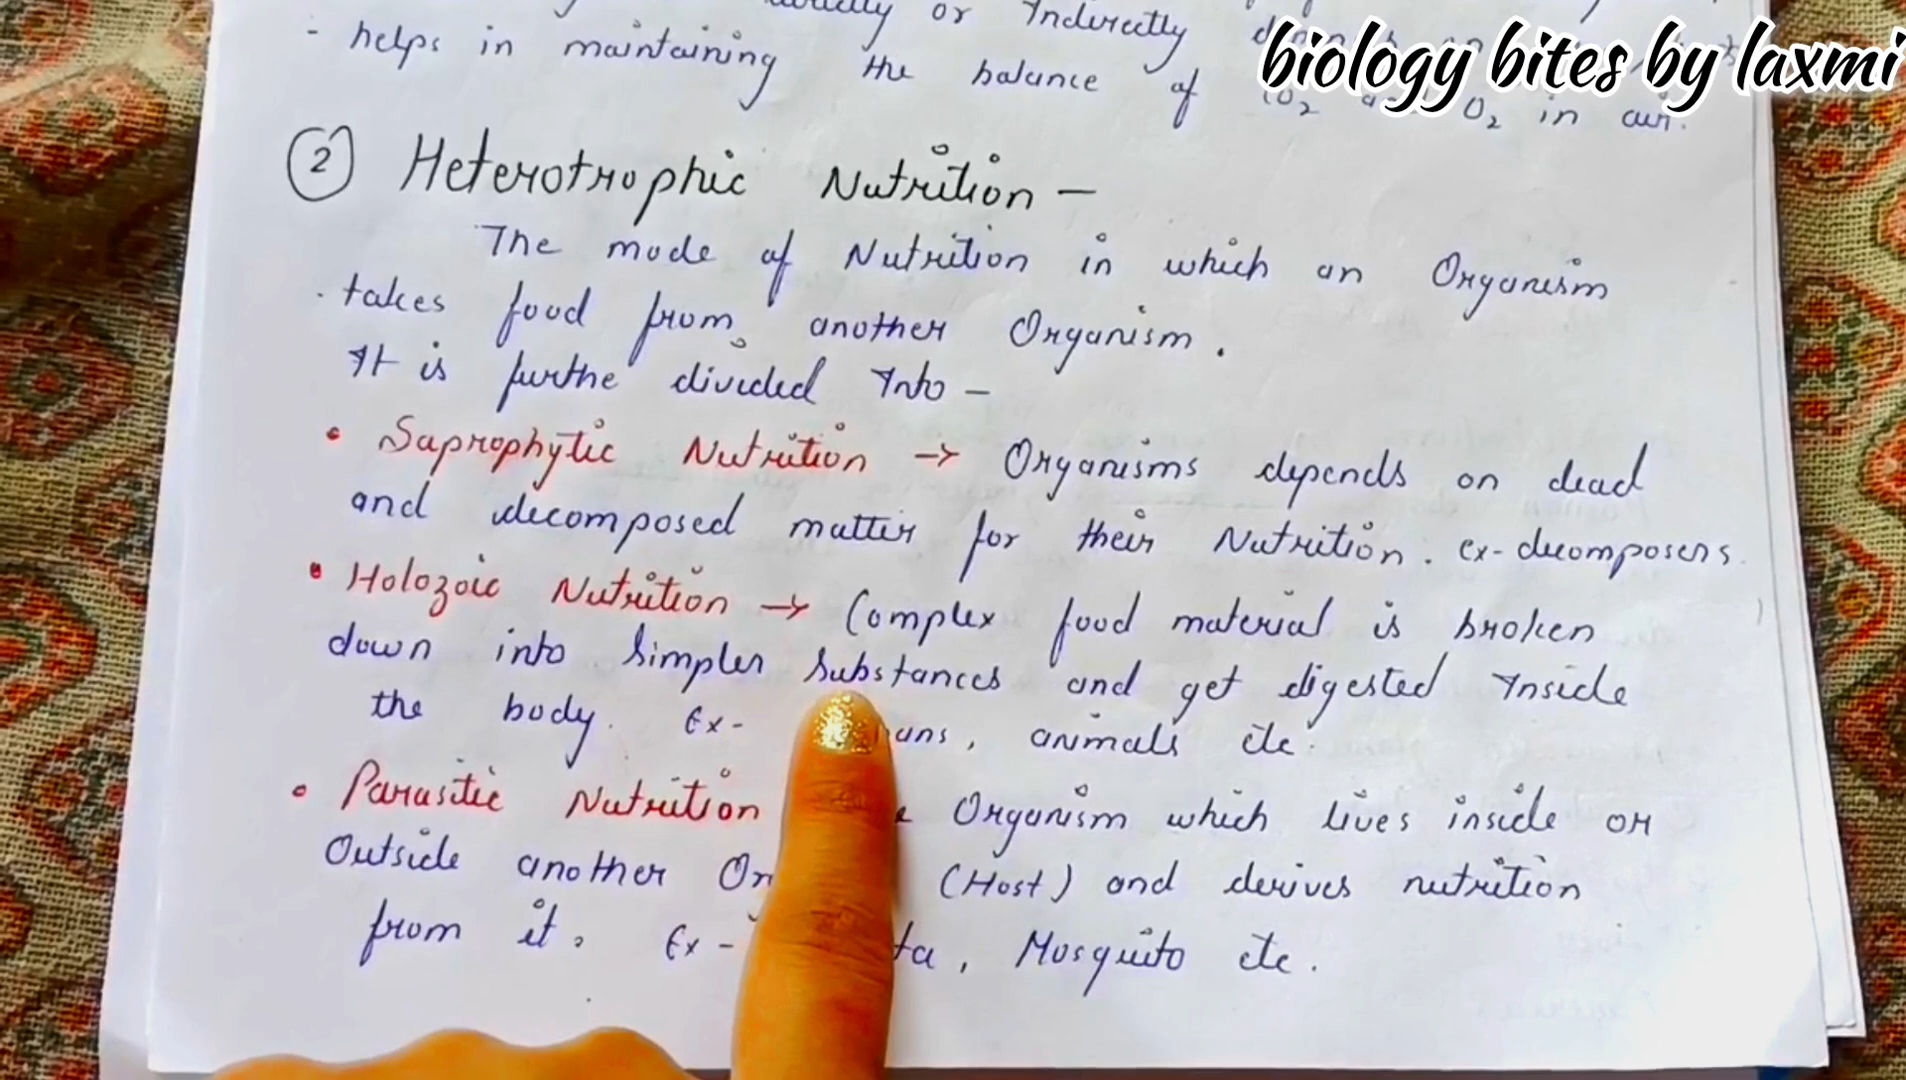 or Indirectly
biology bites by laxmi
- helps in maintaining the balance of CO2 O2 in air.
2 Heterotrophic Nutrition -
The mode of Nutrition in which an Organism
takes food from another Organism.
It is furthe divided Into -
• Saprophytic Nutrition → Organisms depends on dead
and decomposed matter for their Nutrition. ex- decomposers.
• Holozoic Nutrition → Complex food material is broken
down into simpler substances and get digested Inside
the body. Ex- animals etc.
• Parasitic Nutrition Organism which lives inside or
Outside another (Host) and derives nutrition
from it. Ex- Mosquito etc.